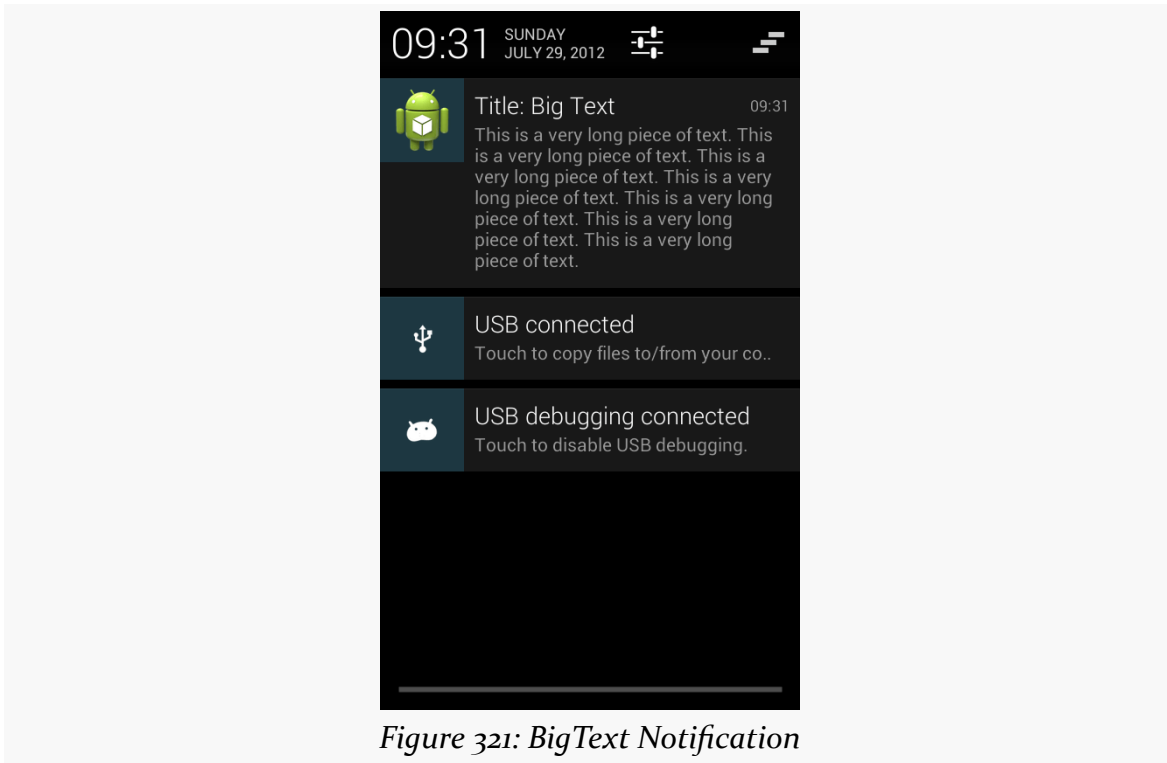 09:31 SUNDAY
JULY 29, 2012
Title: Big Text 09:31
This is a very long piece of text. This
is a very long piece of text. This is a
very long piece of text. This is a very
long piece of text. This is a very long
piece of text. This is a very long
piece of text. This is a very long
piece of text.
USB connected
Touch to copy files to/from your co..
USB debugging connected
Touch to disable USB debugging.
Figure 321: BigText Notification